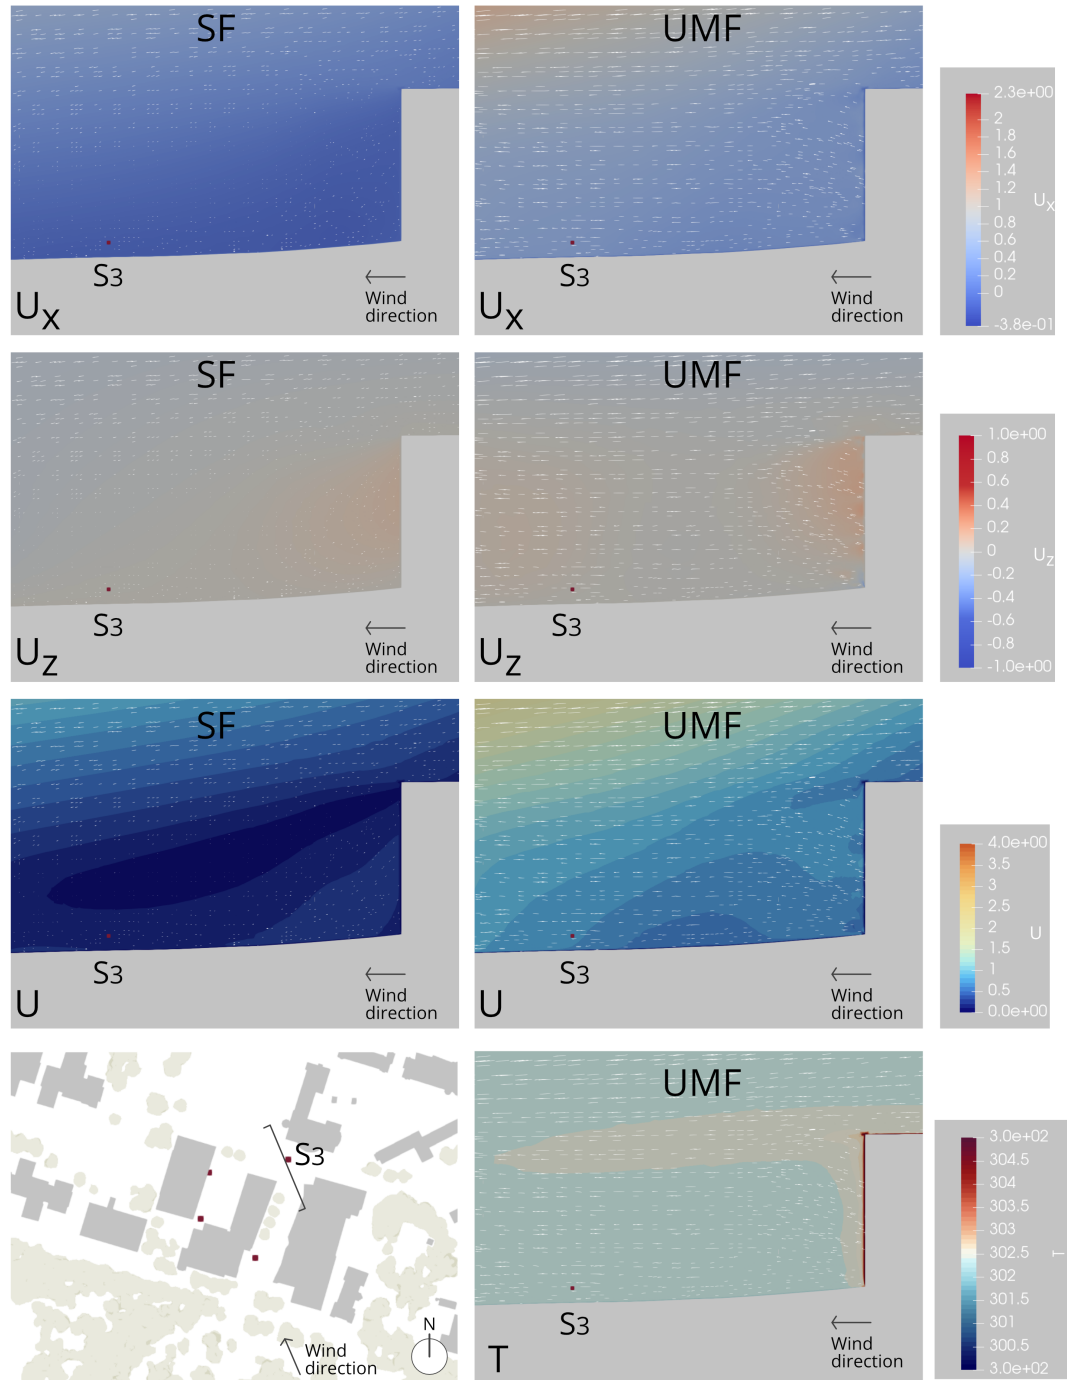 SF
S3
Wind
direction
Ux
UMF
S3
Wind
direction
Ux
2.3e+00
2
1.8
1.6
1.4
1.2
1
0.8
0.6
0.4
0.2
0
-3.8e-01
Ux
SF
S3
Wind
direction
Uz
UMF
S3
Wind
direction
Uz
1.0e+00
0.8
0.6
0.4
0.2
0
-0.2
-0.4
-0.6
-0.8
-1.0e+00
Uz
SF
S3
Wind
direction
U
UMF
S3
Wind
direction
U
4.0e+00
3.5
3
2.5
2
1.5
1
0.5
0.0e+00
U
S3
N
Wind
direction
UMF
S3
Wind
direction
T
3.0e+02
304.5
304
303.5
303
302.5
302
301.5
301
300.5
3.0e+02
T